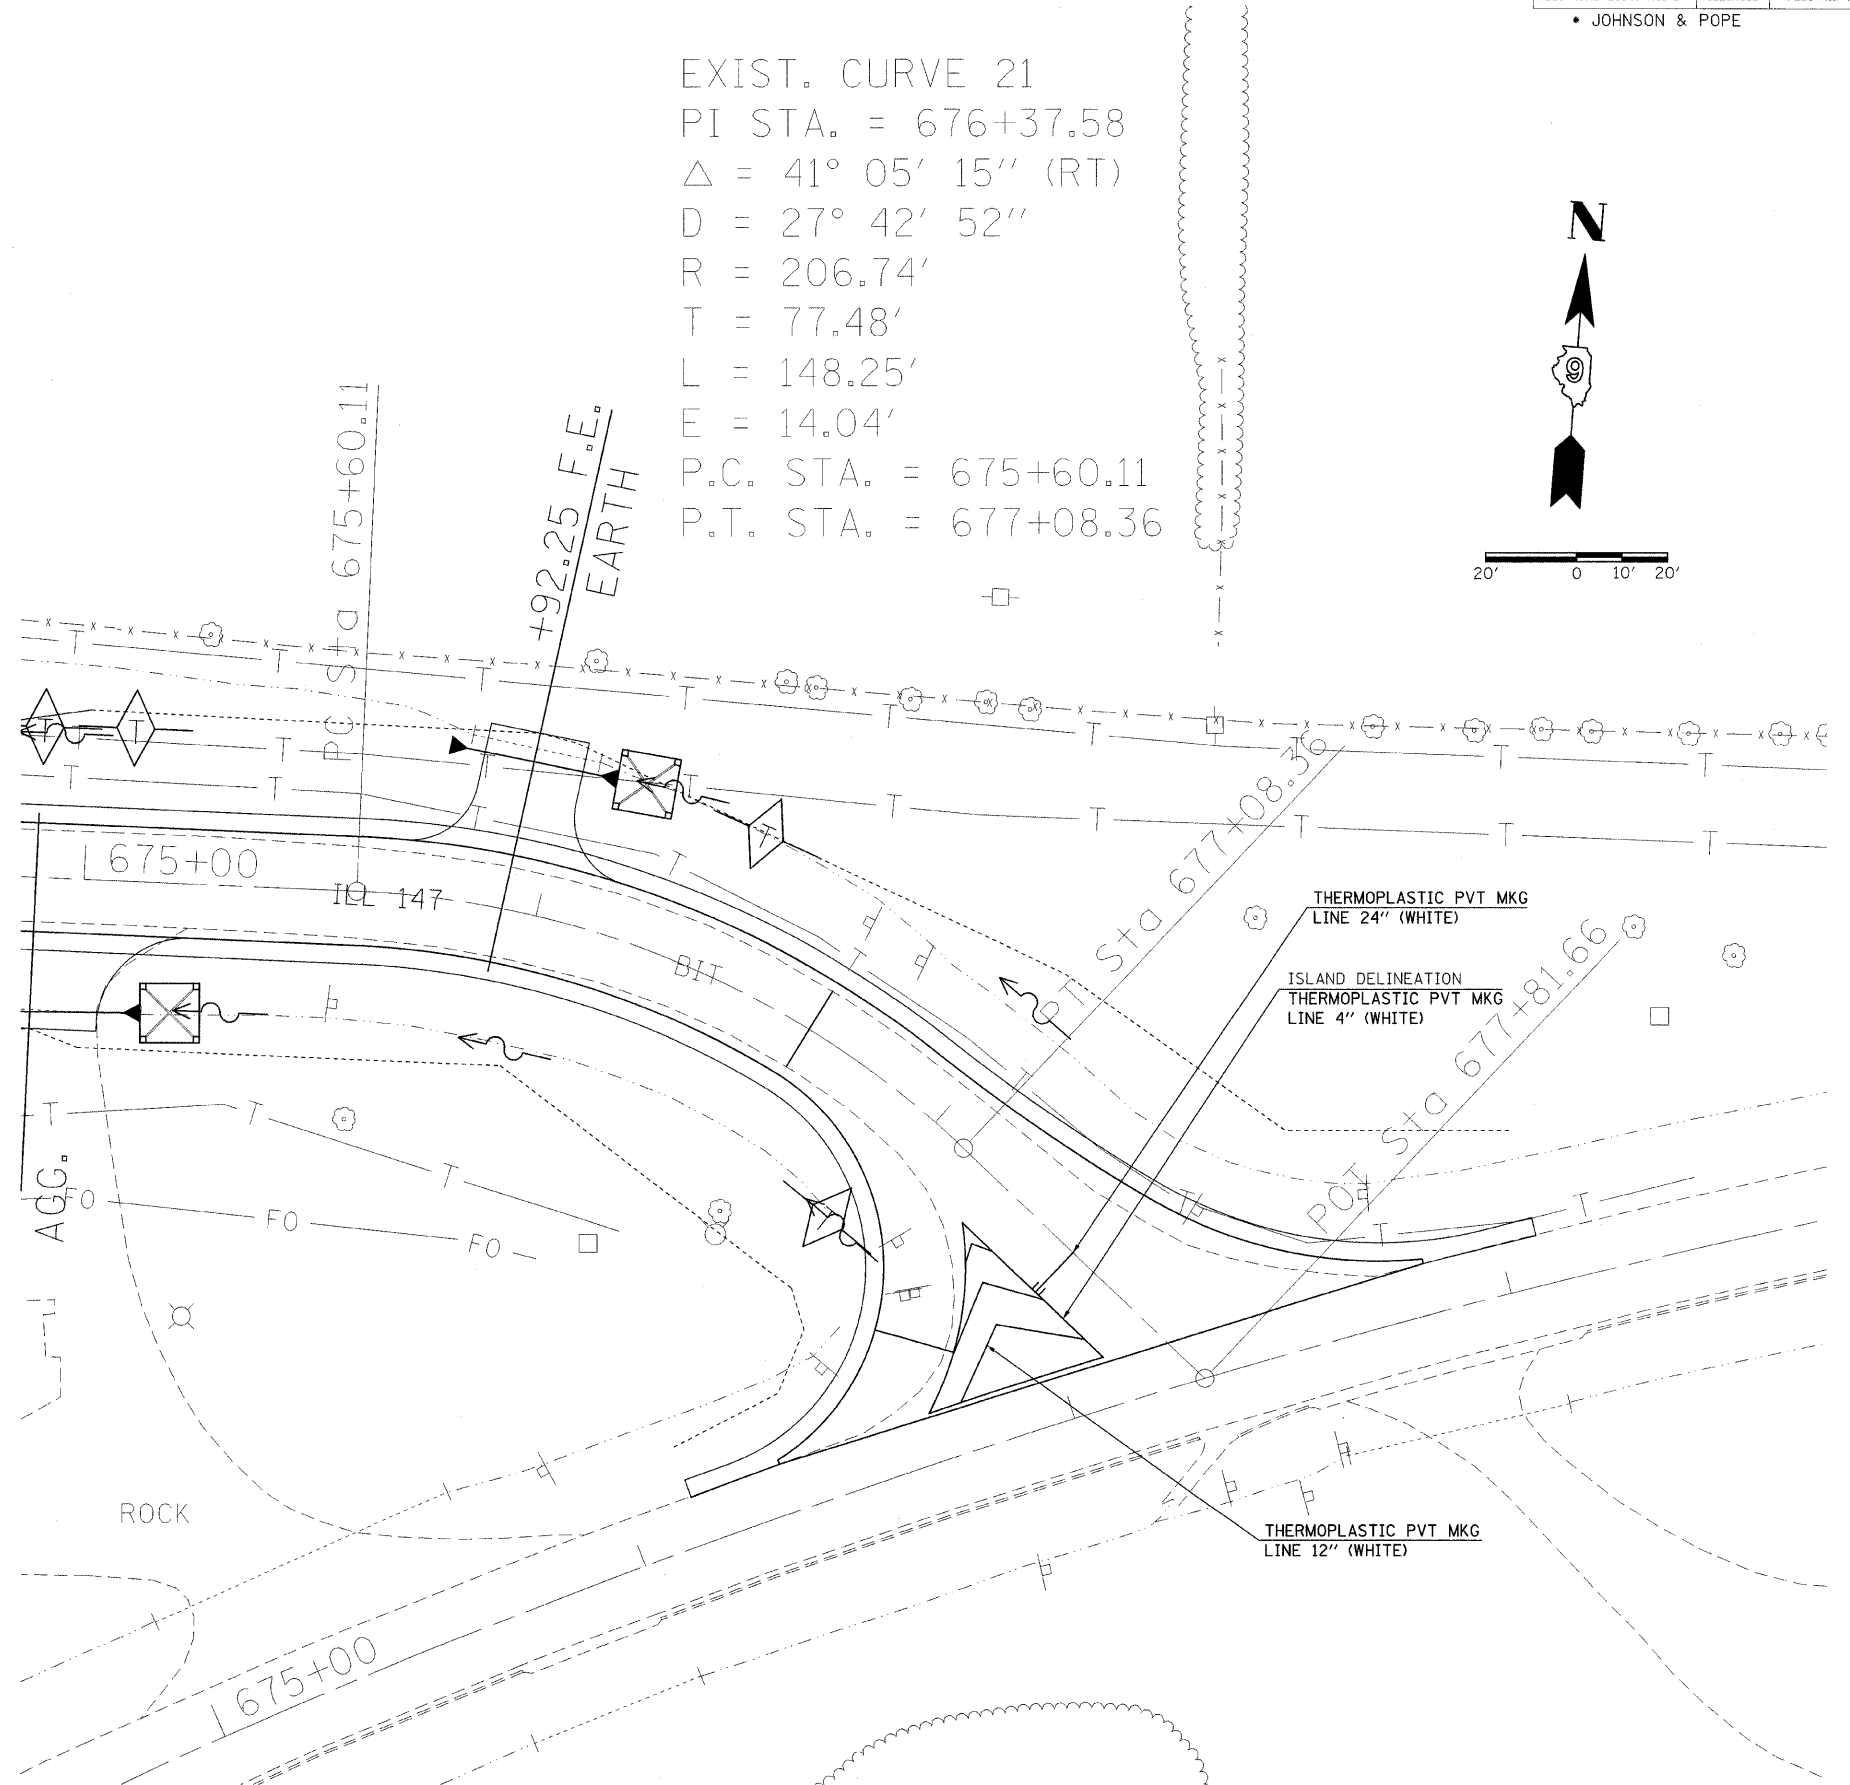 * JOHNSON & POPE
EXIST. CURVE 21
PI STA. = 676+37.58
△ = 41° 05' 15'' (RT)
D = 27° 42' 52''
R = 206.74'
T = 77.48'
L = 148.25'
E = 14.04'
P.C. STA. = 675+60.11
P.T. STA. = 677+08.36
N
9
20' 0 10' 20'
PC Sta 675+60.11
+92.25 F.E.
EARTH
T T T T T T T T
T T T
T T T T T T T
T T
675+00
ILL 147
BIT
PT Sta 677+08.36
THERMOPLASTIC PVT MKG
LINE 24'' (WHITE)
ISLAND DELINEATION
THERMOPLASTIC PVT MKG
LINE 4'' (WHITE)
POT Sta 677+81.66
T T T
AGG.
FO FO FO
T T T
ROCK
THERMOPLASTIC PVT MKG
LINE 12'' (WHITE)
675+00